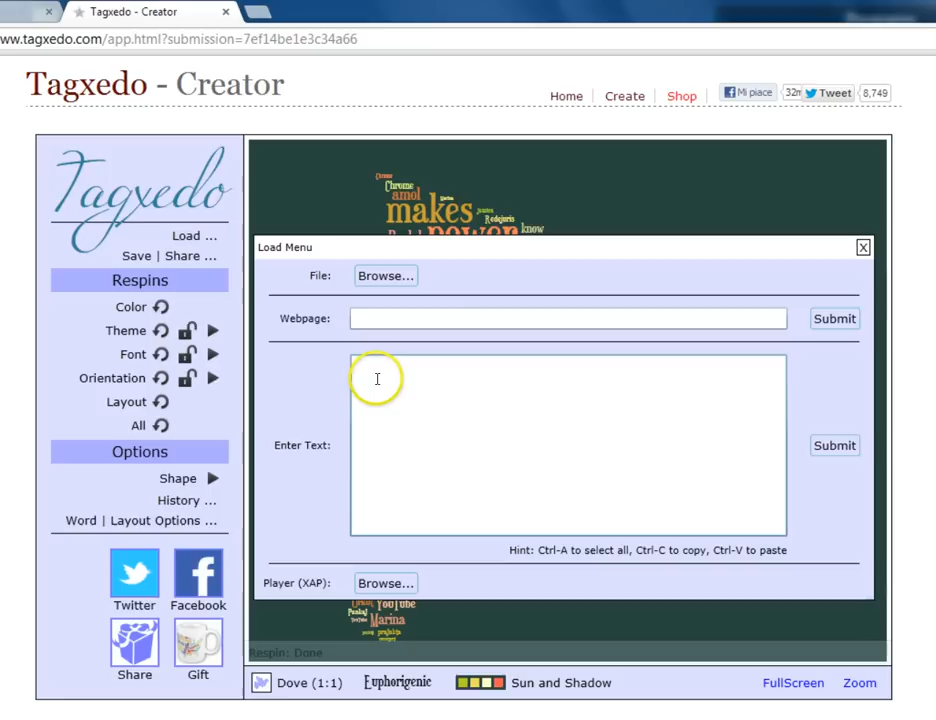 Tagxedo - Creator
ww.tagxedo.com/app.html?submission=7ef14be1e3c34a66
Tagxedo - Creator
Home
Create
Shop
Mi piace
Tweet
8,749
Tagxedo
Load ...
Save | Share ...
Respins
Color
Theme
Font
Orientation
Layout
All
Options
Shape
History ...
Word | Layout Options ...
Twitter
Facebook
Share
Gift
Chrome
amol
makes
Redejuris
power
know
Load Menu
X
File:
Browse...
Webpage:
Submit
Enter Text:
Submit
Hint: Ctrl-A to select all, Ctrl-C to copy, Ctrl-V to paste
Player (XAP):
Browse...
YouTube
Marina
Respin: Done
Dove (1:1)
Euphorigenic
Sun and Shadow
FullScreen
Zoom